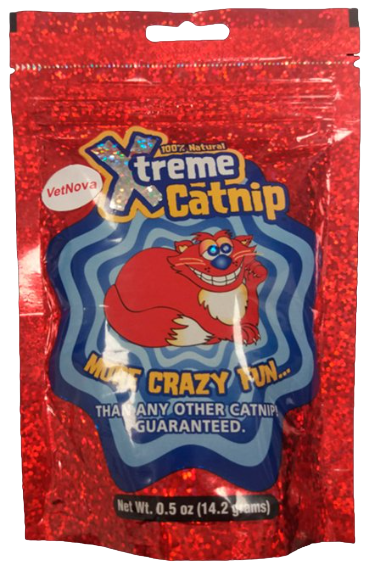 100% Natural
Xtreme
Catnip
VetNova
MOST CRAZY FUN...
THAN ANY OTHER CATNIP
GUARANTEED.
Net Wt. 0.5 oz (14.2 grams)